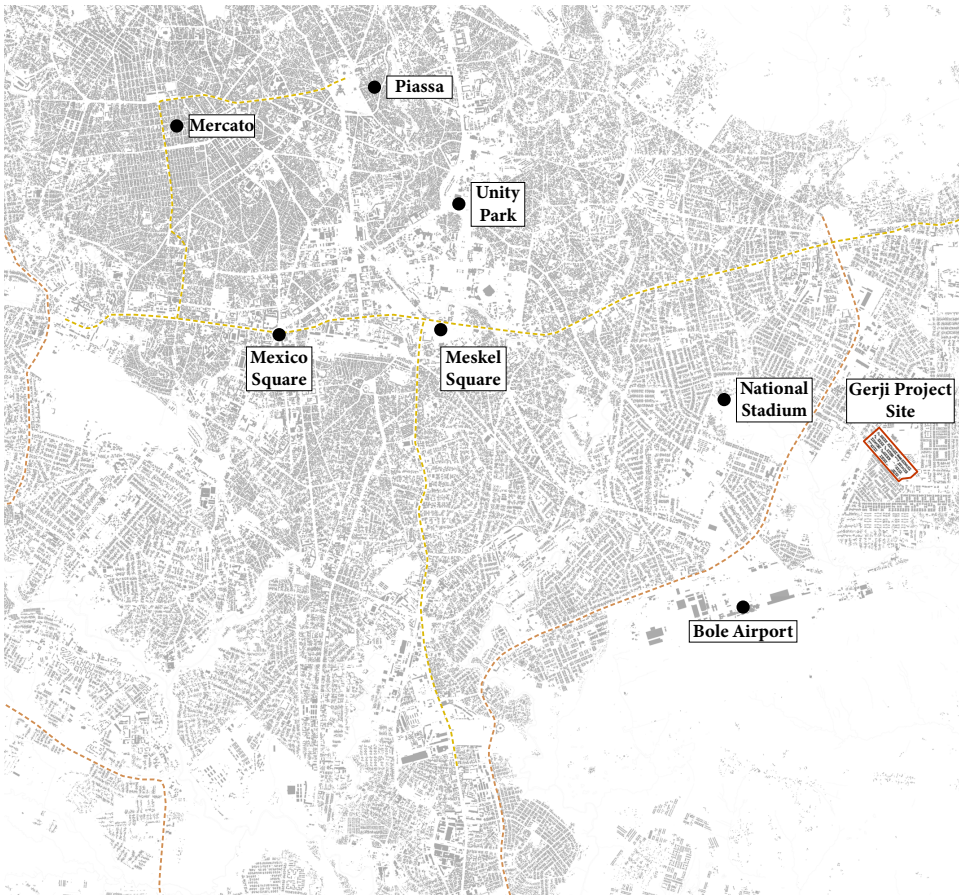 Piassa
Mercato
Unity
Park
Mexico
Square
Meskel
Square
National
Stadium
Gerji Project
Site
Bole Airport